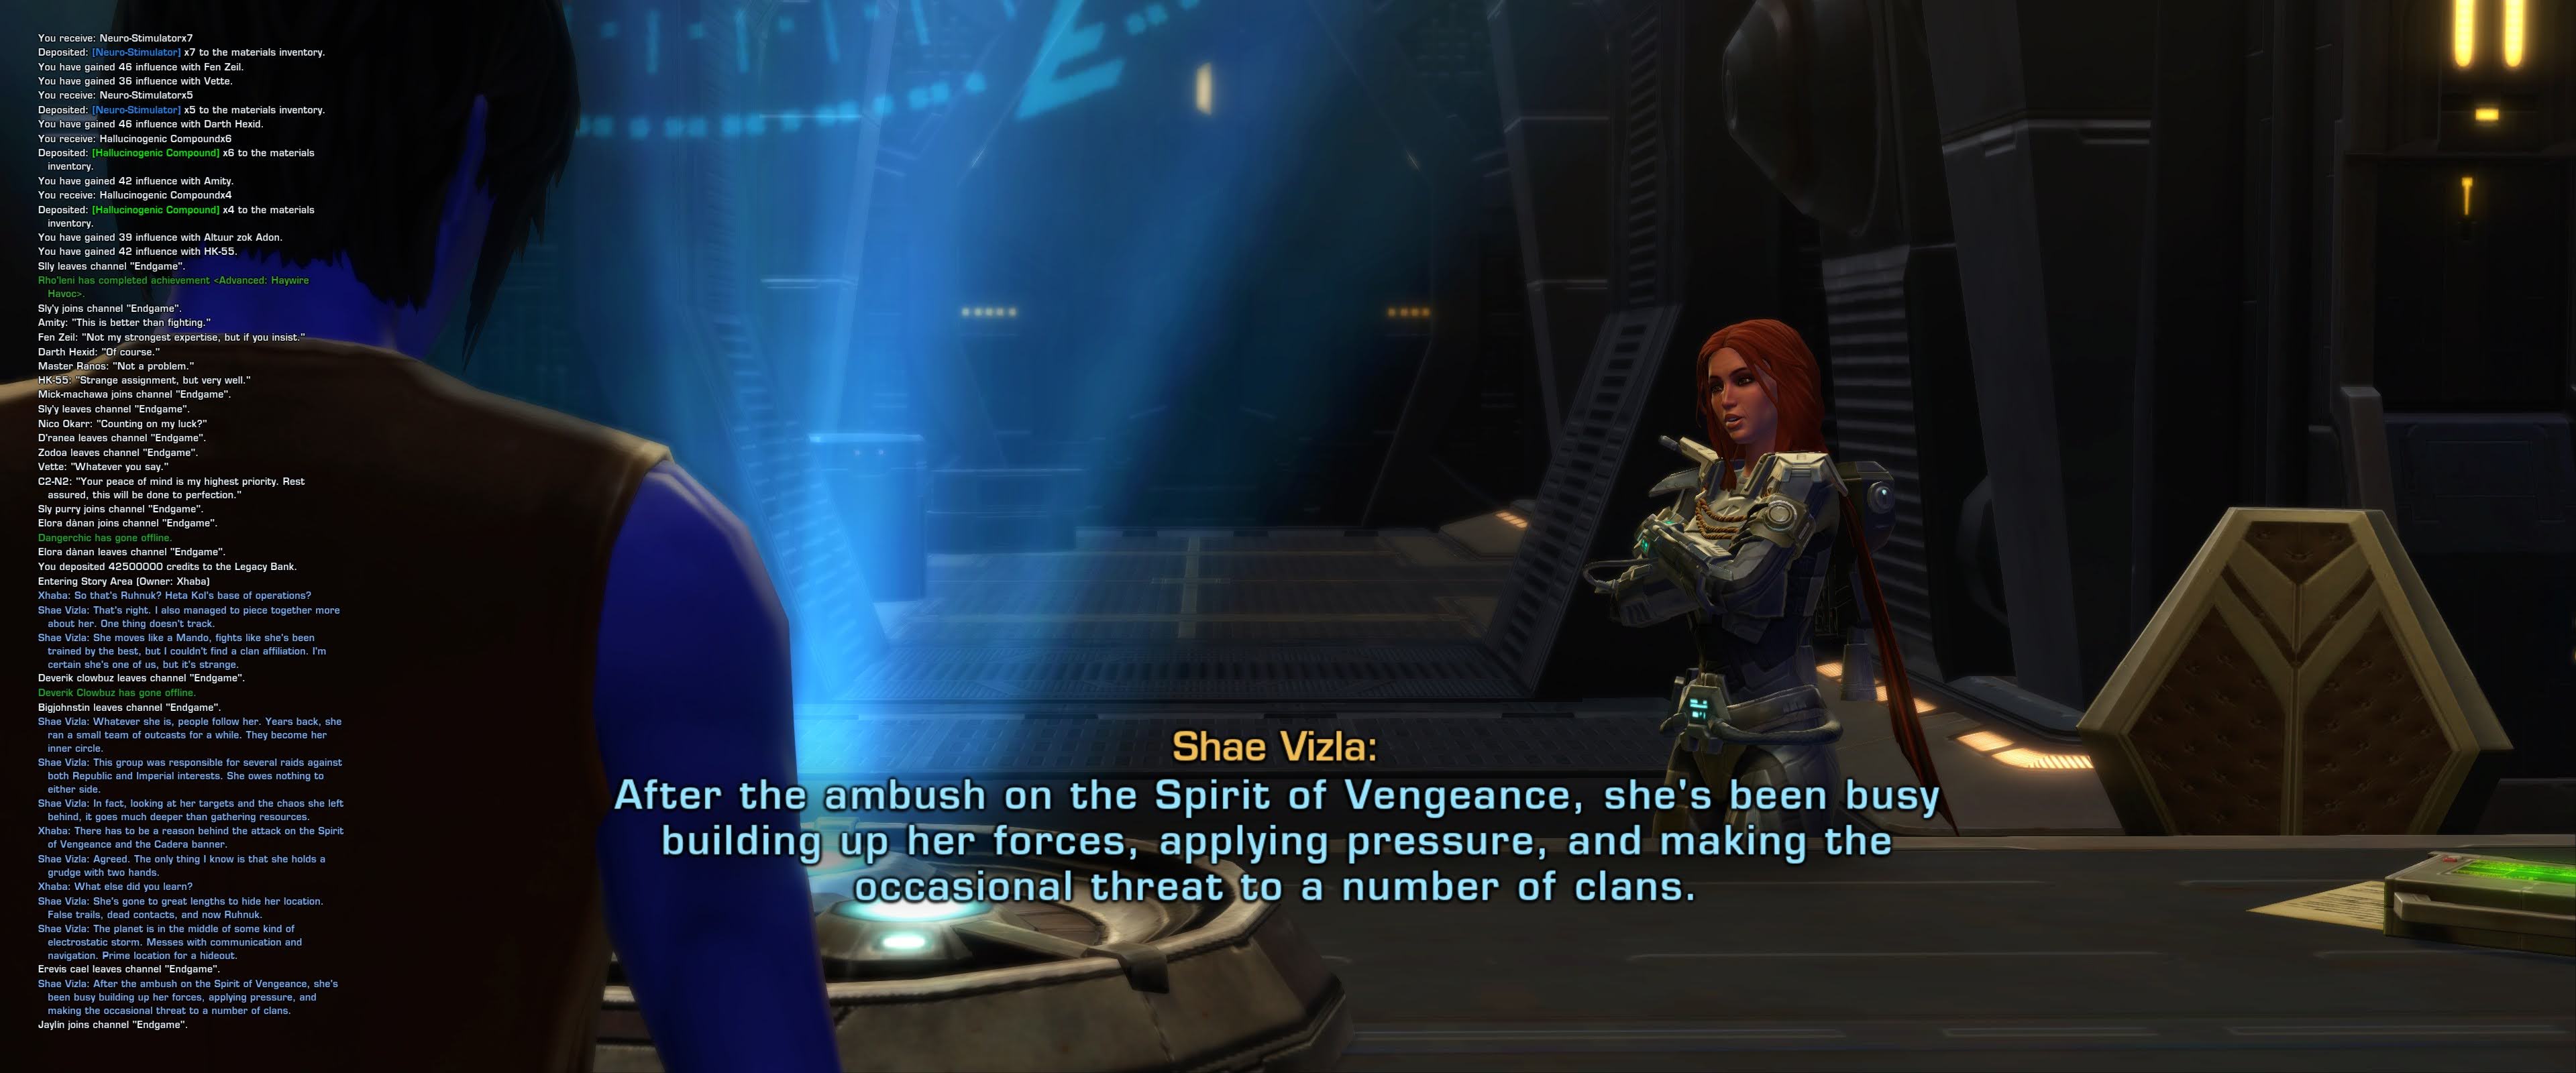 You receive: Neuro-Stimulatorx7
Deposited: [Neuro-Stimulator] x7 to the materials inventory.
You have gained 46 influence with Fen Zeil.
You have gained 36 influence with Vette.
You receive: Neuro-Stimulatorx5
Deposited: [Neuro-Stimulator] x5 to the materials inventory.
You have gained 46 influence with Darth Hexid.
You receive: Hallucinogenic Compoundx6
Deposited: [Hallucinogenic Compound] x6 to the materials
inventory.
You have gained 42 influence with Amity.
You receive: Hallucinogenic Compoundx4
Deposited: [Hallucinogenic Compound] x4 to the materials
inventory.
You have gained 39 influence with Altuur zok Adon.
You have gained 42 influence with HK-55.
Slly leaves channel "Endgame".
Rho'leni has completed achievement <Advanced: Haywire
Havoc>.
Sly'y joins channel "Endgame".
Amity: "This is better than fighting."
Fen Zeil: "Not my strongest expertise, but if you insist."
Darth Hexid: "Of course."
Master Ranos: "Not a problem."
HK-55: "Strange assignment, but very well."
Mick-machawa joins channel "Endgame".
Sly'y leaves channel "Endgame".
Nico Okarr: "Counting on my luck?"
D'ranea leaves channel "Endgame".
Zodoa leaves channel "Endgame".
Vette: "Whatever you say."
C2-N2: "Your peace of mind is my highest priority. Rest
assured, this will be done to perfection."
Sly purry joins channel "Endgame".
Elora dánan joins channel "Endgame".
Dangerchic has gone offline.
Elora dánan leaves channel "Endgame".
You deposited 42500000 credits to the Legacy Bank.
Entering Story Area (Owner: Xhaba)
Xhaba: So that's Ruhnuk? Heta Kol's base of operations?
Shae Vizla: That's right. I also managed to piece together more
about her. One thing doesn't track.
Shae Vizla: She moves like a Mando, fights like she's been
trained by the best, but I couldn't find a clan affiliation. I'm
certain she's one of us, but it's strange.
Deverik clowbuz leaves channel "Endgame".
Deverik Clowbuz has gone offline.
Bigjohnstin leaves channel "Endgame".
Shae Vizla: Whatever she is, people follow her. Years back, she
ran a small team of outcasts for a while. They become her
inner circle.
Shae Vizla: This group was responsible for several raids against
both Republic and Imperial interests. She owes nothing to
either side.
Shae Vizla: In fact, looking at her targets and the chaos she left
behind, it goes much deeper than gathering resources.
Xhaba: There has to be a reason behind the attack on the Spirit
of Vengeance and the Cadera banner.
Shae Vizla: Agreed. The only thing I know is that she holds a
grudge with two hands.
Xhaba: What else did you learn?
Shae Vizla: She's gone to great lengths to hide her location.
False trails, dead contacts, and now Ruhnuk.
Shae Vizla: The planet is in the middle of some kind of
electrostatic storm. Messes with communication and
navigation. Prime location for a hideout.
Erevis cael leaves channel "Endgame".
Shae Vizla: After the ambush on the Spirit of Vengeance, she's
been busy building up her forces, applying pressure, and
making the occasional threat to a number of clans.
Jaylin joins channel "Endgame".
Shae Vizla:
After the ambush on the Spirit of Vengeance, she's been busy
building up her forces, applying pressure, and making the
occasional threat to a number of clans.